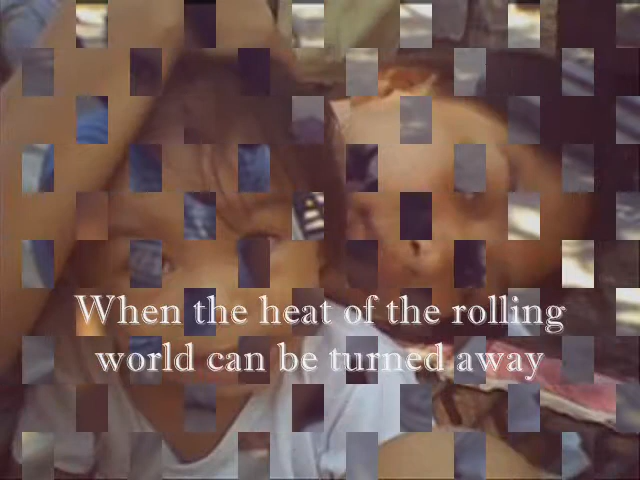 When the heat of the rolling
world can be turned away